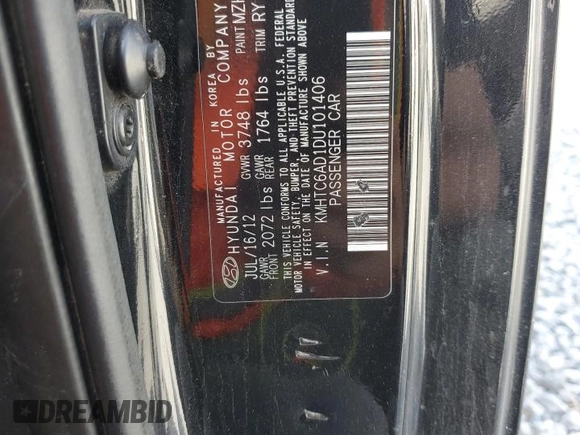 MANUFACTURED IN KOREA BY
HYUNDAI MOTOR COMPANY
JUL/16/12 GVWR 3748 lbs PAINT MZH
GAWR FRONT 2072 lbs GAWR REAR 1764 lbs TRIM RY
THIS VEHICLE CONFORMS TO ALL APPLICABLE U.S.A. FEDERAL
MOTOR VEHICLE SAFETY, BUMPER, AND THEFT PREVENTION STANDARDS
IN EFFECT ON THE DATE OF MANUFACTURE SHOWN ABOVE
V.I.N KMHTC6AD1DU101406
PASSENGER CAR
DREAMBID